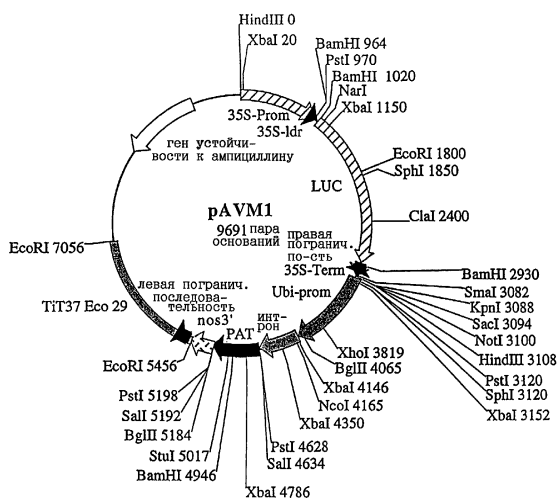 HindIII 0
XbaI 20
BamHI 964
PstI 970
BamHI 1020
NarI
XbaI 1150
35S-Prom
35S-ldr
ген устойчи-
вости к ампициллину
EcoRI 1800
SphI 1850
LUC
ClaI 2400
pAVM1
9691 пара
оснований
правая
погранич.
по-сть
35S-Term
EcoRI 7056
BamHI 2930
Ubi-prom
SmaI 3082
KpnI 3088
SacI 3094
NotI 3100
HindIII 3108
PstI 3120
SphI 3120
XbaI 3152
левая погранич.
последова-
тельность
TiT37 Eco 29
nos3'
PAT
инт-
рон
XhoI 3819
BglII 4065
XbaI 4146
NcoI 4165
XbaI 4350
EcoRI 5456
PstI 5198
SalI 5192
BglII 5184
StuI 5017
BamHI 4946
PstI 4628
SalI 4634
XbaI 4786